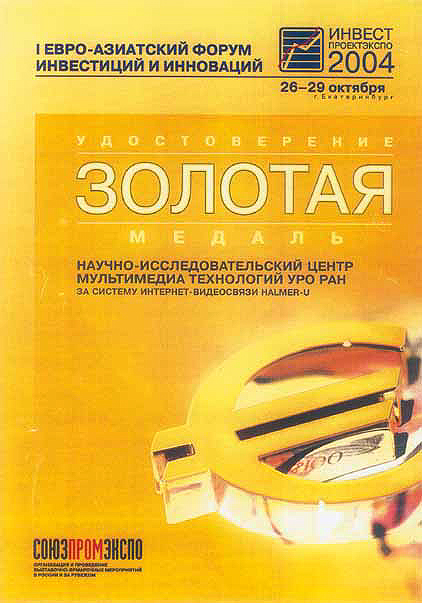 I ЕВРО-АЗИАТСКИЙ ФОРУМ
ИНВЕСТИЦИЙ И ИННОВАЦИЙ
ИНВЕСТ
ПРОЕКТЭКСПО
2004
26–29 октября
г.Екатеринбург
УДОСТОВЕРЕНИЕ
ЗОЛОТАЯ
МЕДАЛЬ
НАУЧНО-ИССЛЕДОВАТЕЛЬСКИЙ ЦЕНТР
МУЛЬТИМЕДИА ТЕХНОЛОГИЙ УРО РАН
ЗА СИСТЕМУ ИНТЕРНЕТ-ВИДЕОСВЯЗИ HALMER-U
100
СОЮЗПРОМЭКСПО
ОРГАНИЗАЦИЯ И ПРОВЕДЕНИЕ
ВЫСТАВОЧНО-ЯРМАРОЧНЫХ МЕРОПРИЯТИЙ
В РОССИИ И ЗА РУБЕЖОМ